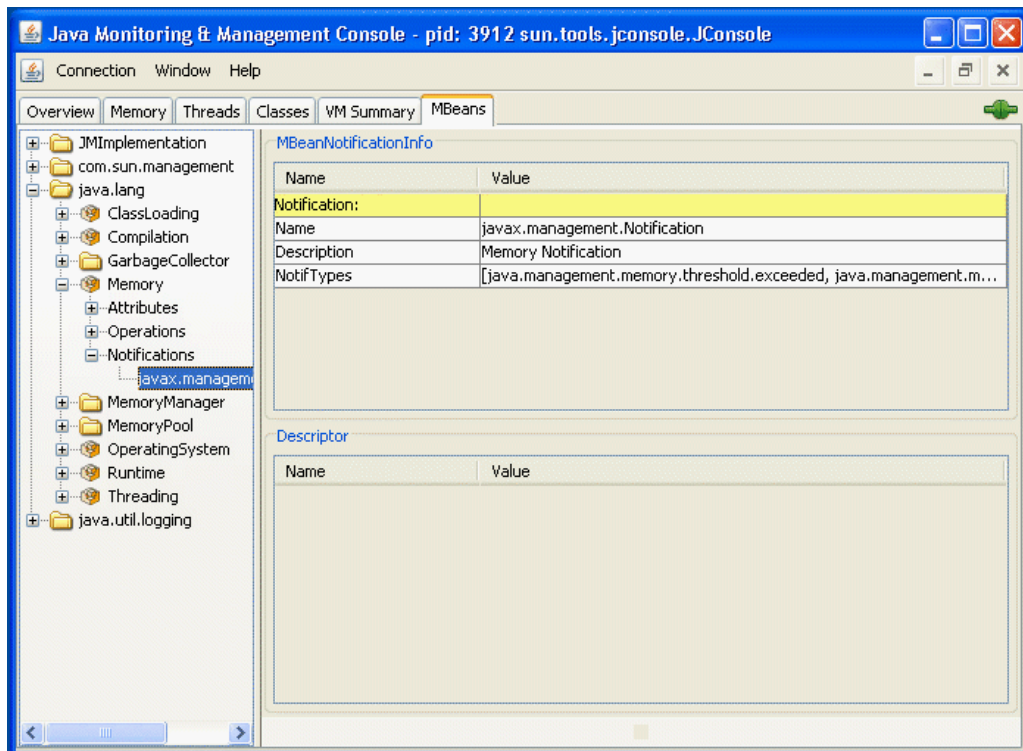 Java Monitoring & Management Console - pid: 3912 sun.tools.jconsole.JConsole
Connection Window Help
Overview Memory Threads Classes VM Summary MBeans
JMImplementation
com.sun.management
java.lang
ClassLoading
Compilation
GarbageCollector
Memory
Attributes
Operations
Notifications
javax.managem
MemoryManager
MemoryPool
OperatingSystem
Runtime
Threading
java.util.logging
MBeanNotificationInfo
Name Value
Notification:
Name javax.management.Notification
Description Memory Notification
NotifTypes [java.management.memory.threshold.exceeded, java.management.m...
Descriptor
Name Value